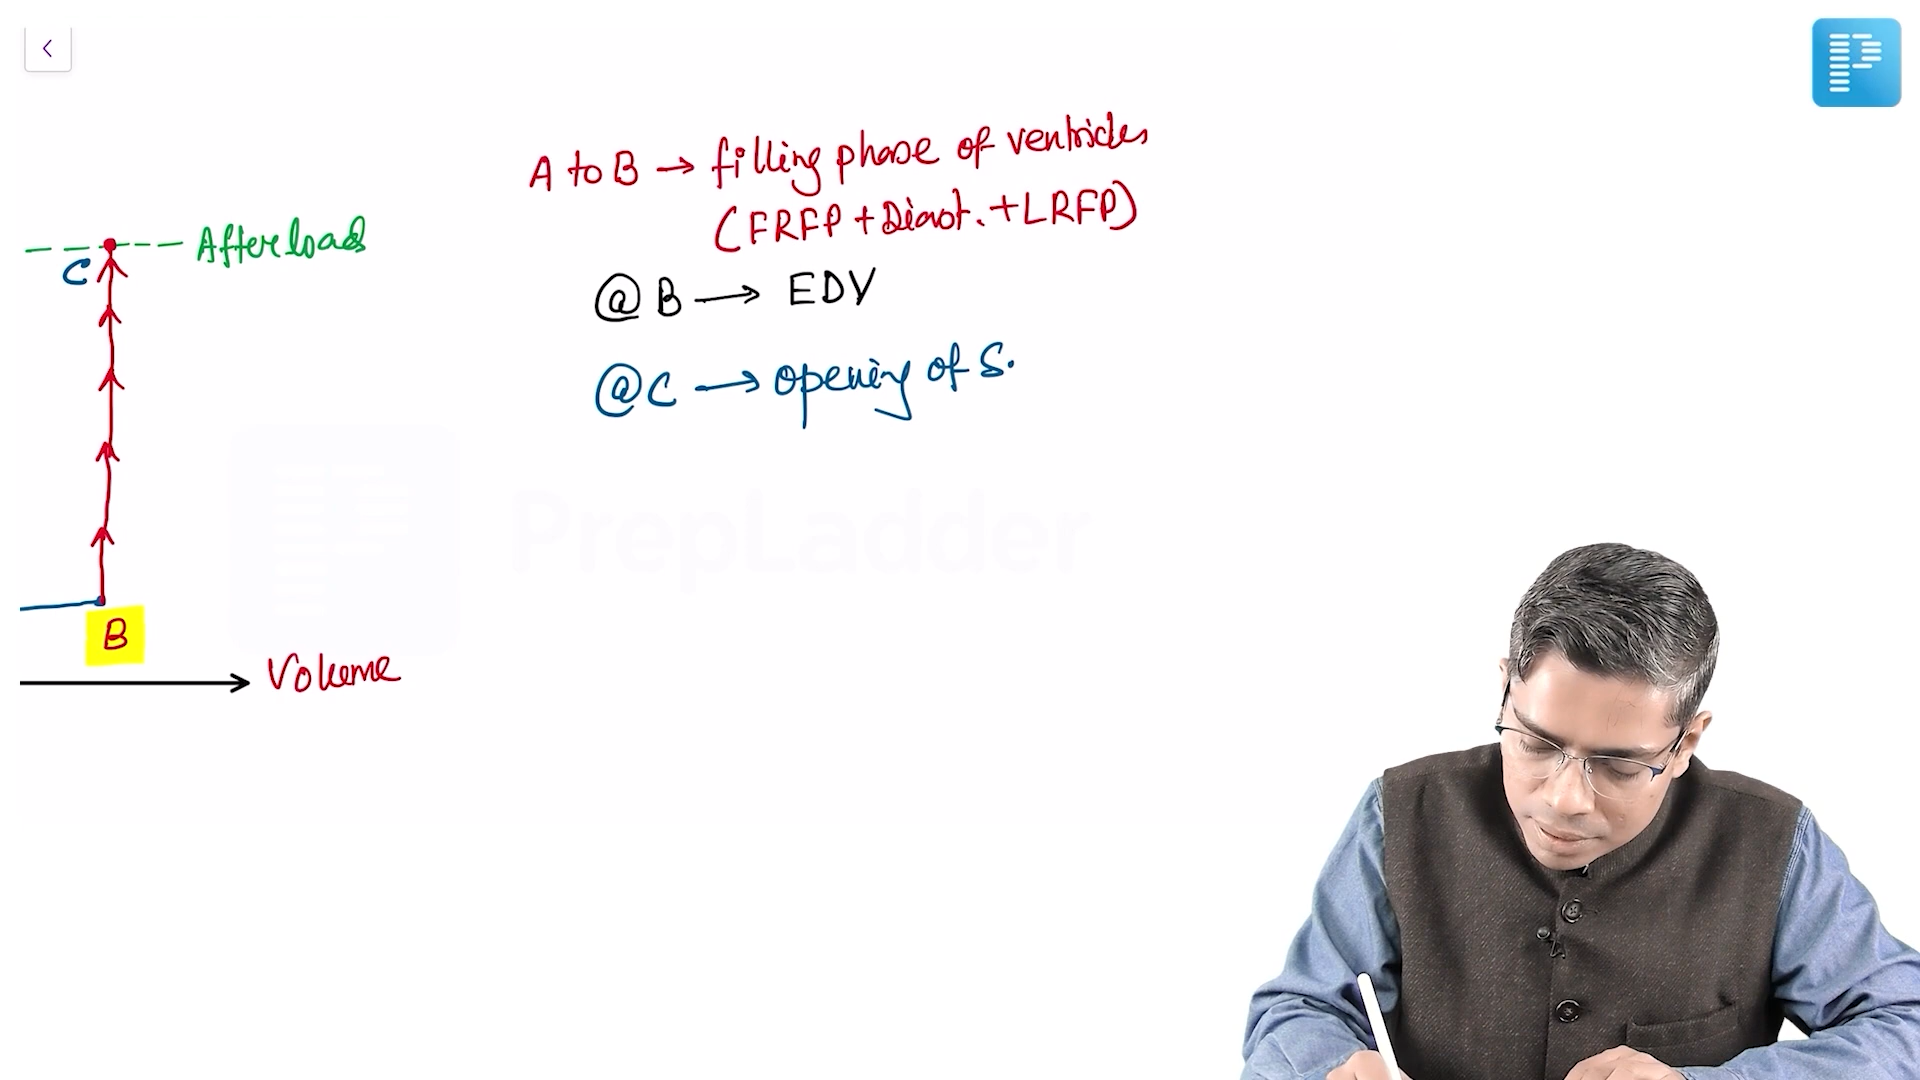 A to B → filling phase of ventricles
(FRFP + Diast. + LRFP)
Afterload
C
@ B → EDV
@ C → opening of S.
PrepLadder
B
Volume